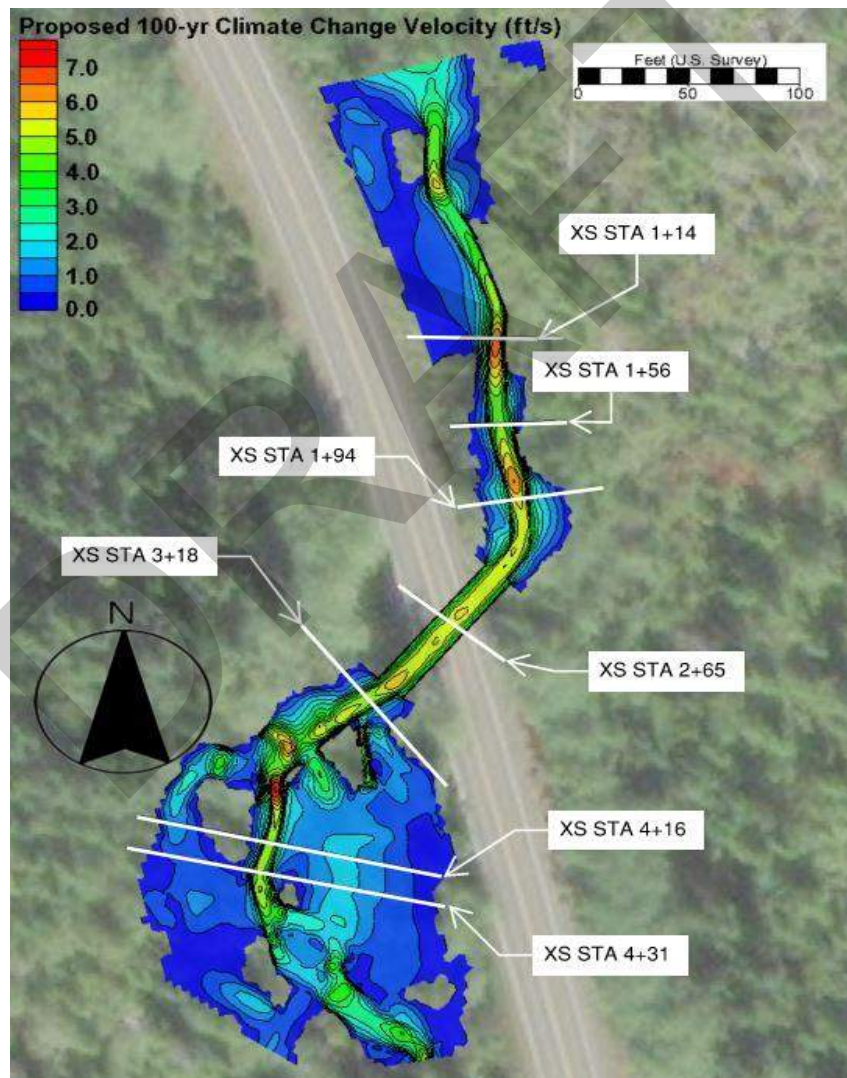 Proposed 100-yr Climate Change Velocity (ft/s)
7.0
6.0
5.0
4.0
3.0
2.0
1.0
0.0
Feet (U.S. Survey)
0 50 100
XS STA 1+14
XS STA 1+56
XS STA 1+94
XS STA 3+18
N
XS STA 2+65
XS STA 4+16
XS STA 4+31
DRAFT